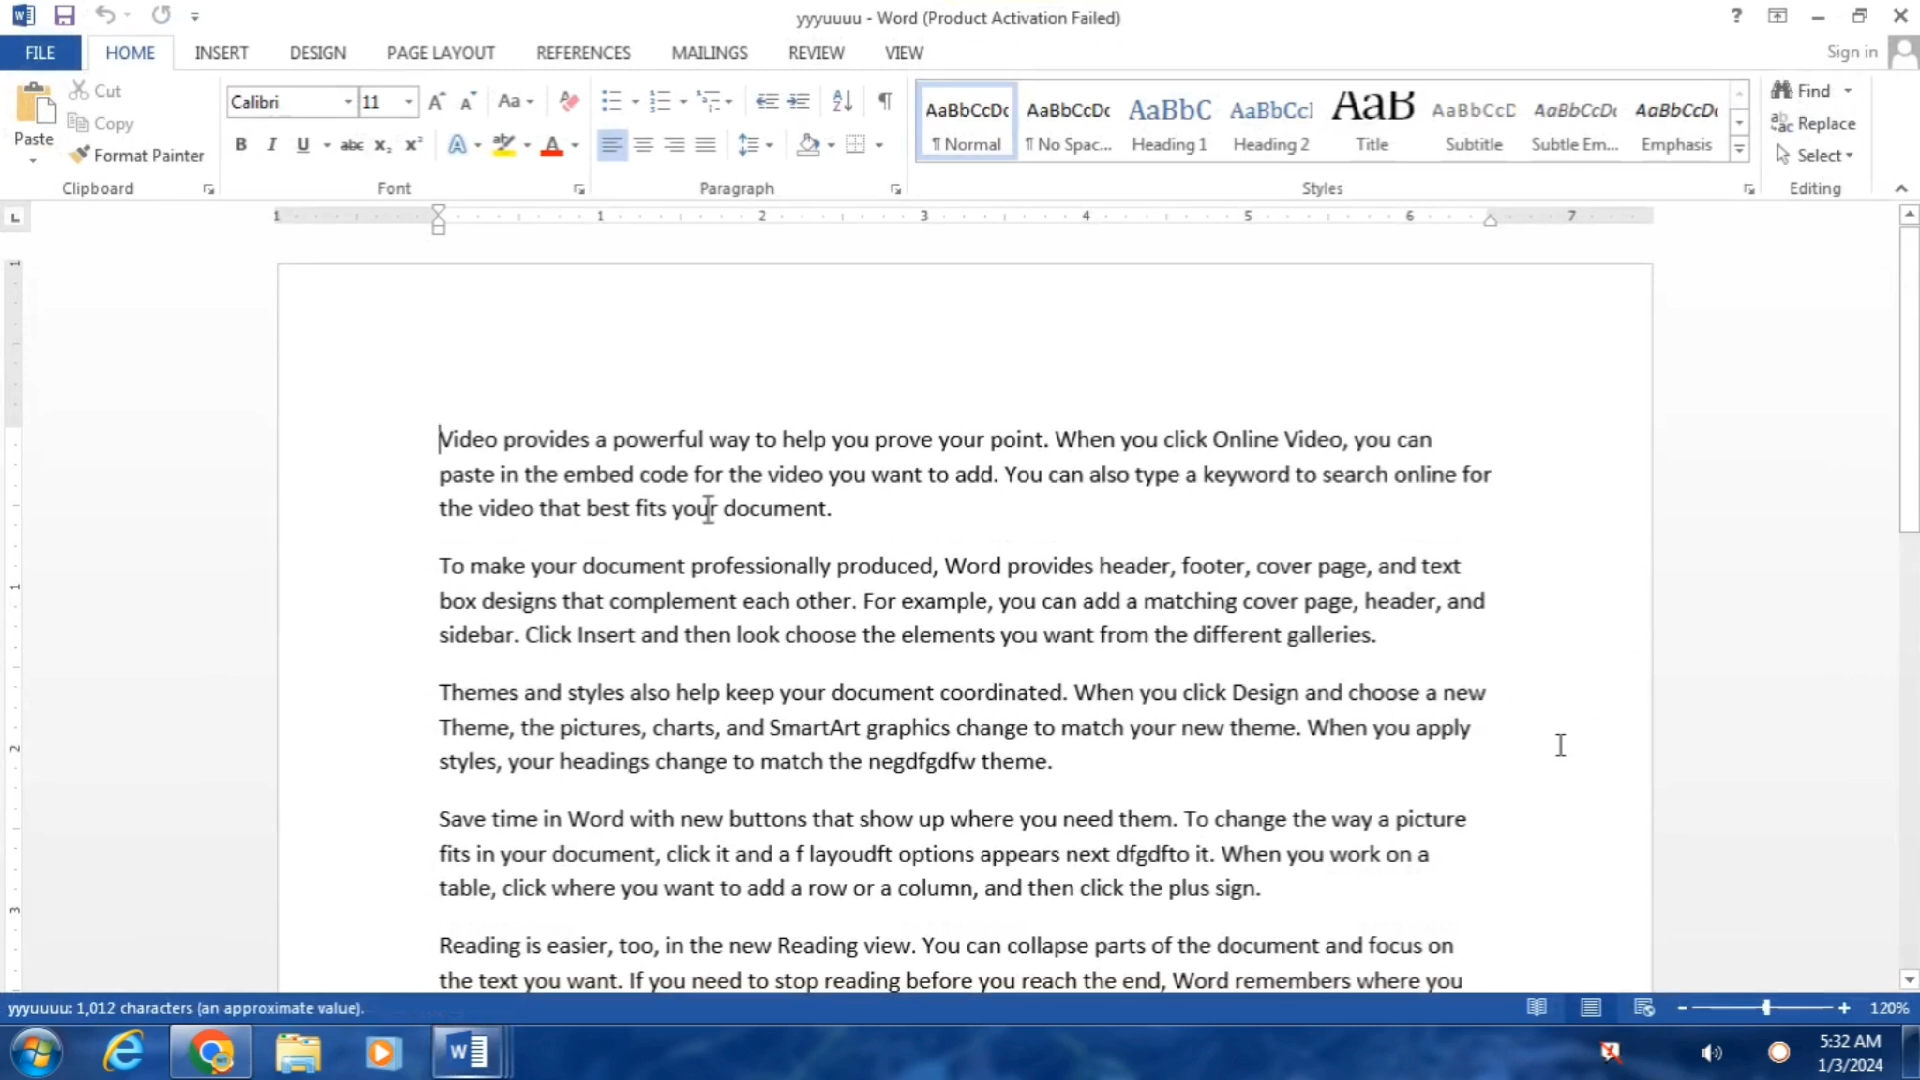 yyyuuuu - Word (Product Activation Failed)
FILE HOME INSERT DESIGN PAGE LAYOUT REFERENCES MAILINGS REVIEW VIEW Sign in
Paste
Cut
Copy
Format Painter
Clipboard
Calibri 11
Font
Paragraph
AaBbCcDc AaBbCcDc AaBbC AaBbCcl AaB AaBbCcD AaBbCcDc AaBbCcDc
¶ Normal ¶ No Spac... Heading 1 Heading 2 Title Subtitle Subtle Em... Emphasis
Styles
Find
Replace
Select
Editing
1 1 2 3 4 5 6 7
Video provides a powerful way to help you prove your point. When you click Online Video, you can
paste in the embed code for the video you want to add. You can also type a keyword to search online for
the video that best fits your document.
To make your document professionally produced, Word provides header, footer, cover page, and text
box designs that complement each other. For example, you can add a matching cover page, header, and
sidebar. Click Insert and then look choose the elements you want from the different galleries.
Themes and styles also help keep your document coordinated. When you click Design and choose a new
Theme, the pictures, charts, and SmartArt graphics change to match your new theme. When you apply
styles, your headings change to match the negdfgdfw theme.
Save time in Word with new buttons that show up where you need them. To change the way a picture
fits in your document, click it and a f layoudft options appears next dfgdfto it. When you work on a
table, click where you want to add a row or a column, and then click the plus sign.
Reading is easier, too, in the new Reading view. You can collapse parts of the document and focus on
the text you want. If you need to stop reading before you reach the end, Word remembers where you
yyyuuuu: 1,012 characters (an approximate value).
120%
5:32 AM
1/3/2024